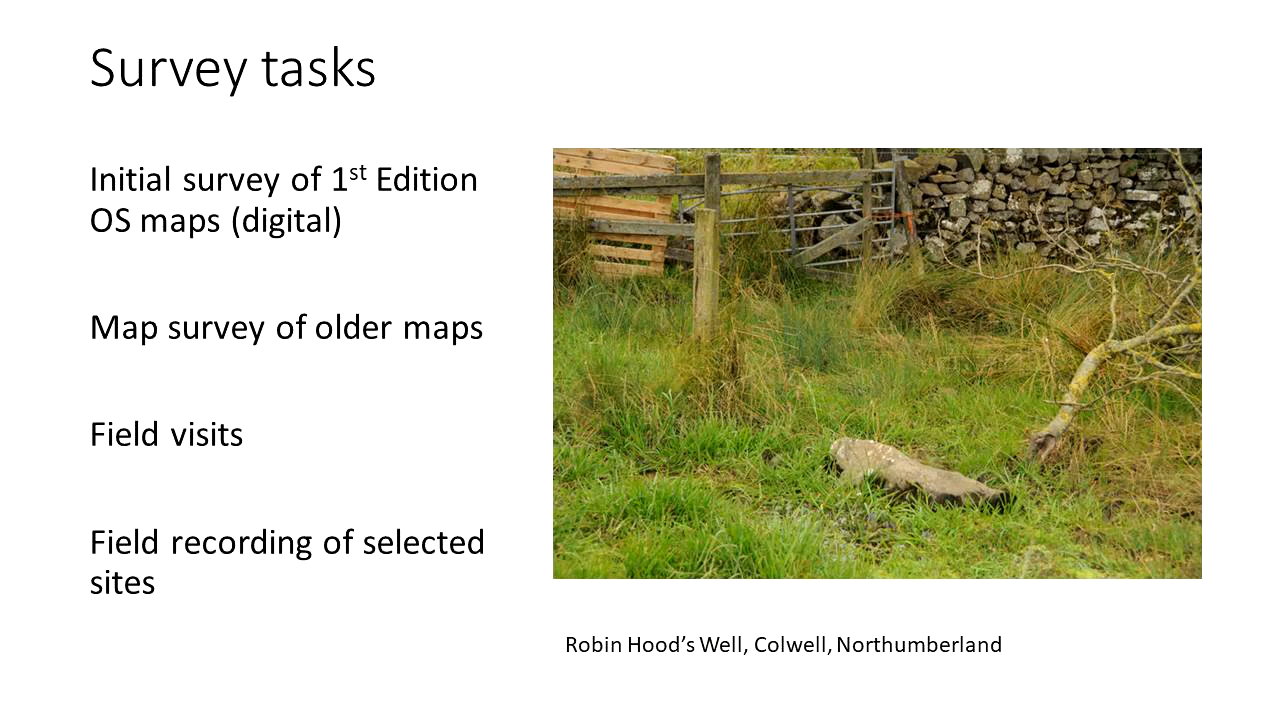 Survey tasks
Initial survey of 1st Edition
OS maps (digital)
Map survey of older maps
Field visits
Field recording of selected
sites
Robin Hood’s Well, Colwell, Northumberland